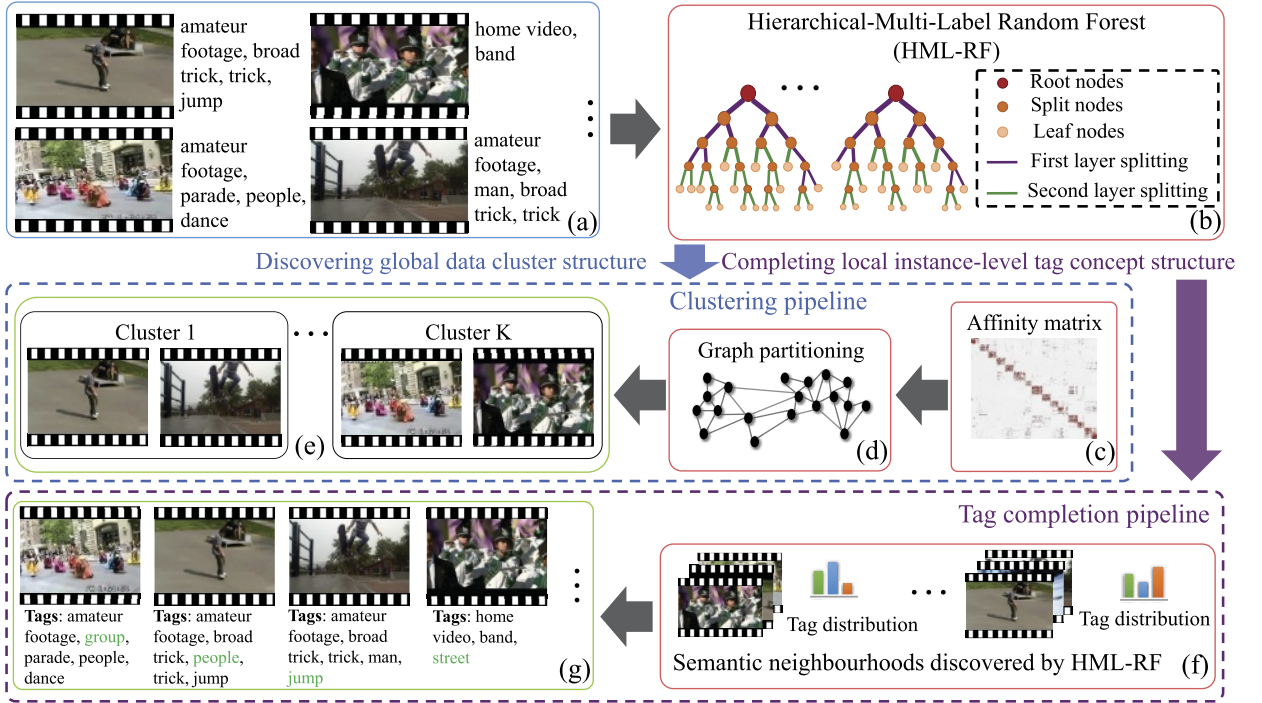 amateur
footage, broad
trick, trick,
jump
home video,
band
amateur
footage,
parade, people,
dance
amateur
footage,
man, broad
trick, trick
(a)
Hierarchical-Multi-Label Random Forest
(HML-RF)
Root nodes
Split nodes
Leaf nodes
First layer splitting
Second layer splitting
(b)
Discovering global data cluster structure
Completing local instance-level tag concept structure
Clustering pipeline
Cluster 1
Cluster K
(e)
Graph partitioning
(d)
Affinity matrix
(c)
Tag completion pipeline
Tags: amateur
footage, group,
parade, people,
dance
Tags: amateur
footage, broad
trick, people,
trick, jump
Tags: amateur
footage, broad
trick, trick, man,
jump
Tags: home
video, band,
street
(g)
Tag distribution
Tag distribution
Semantic neighbourhoods discovered by HML-RF
(f)